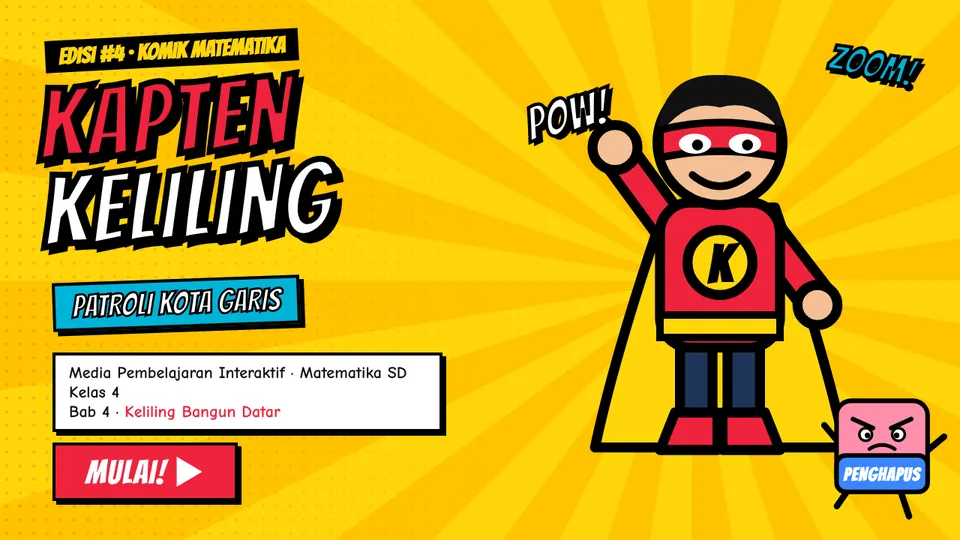 EDISI #4 · KOMIK MATEMATIKA
KAPTEN
KELILING
PATROLI KOTA GARIS
Media Pembelajaran Interaktif · Matematika SD
Kelas 4
Bab 4 · Keliling Bangun Datar
MULAI!
POW!
ZOOM!
K
PENGHAPUS